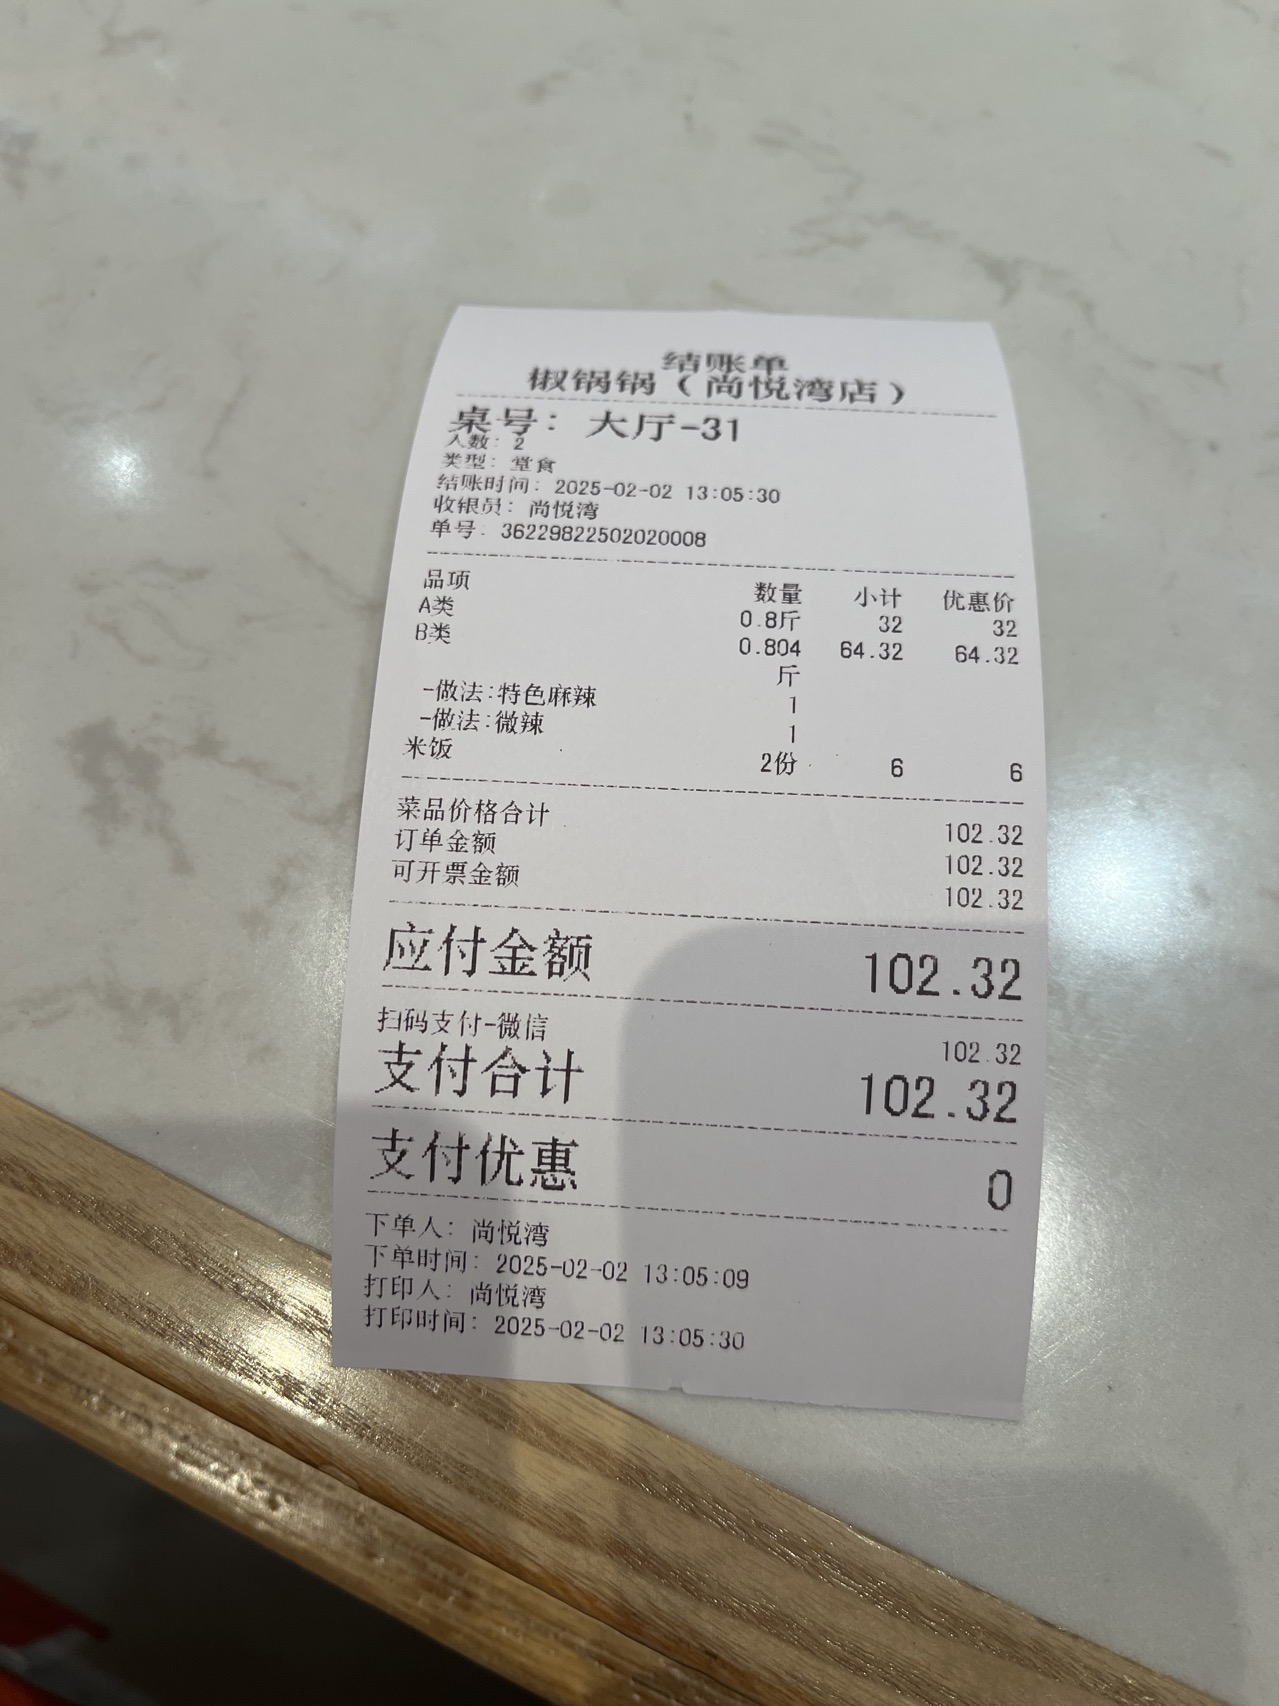 结账单
椒锅锅（尚悦湾店）
桌号：大厅-31
人数：2
类型：堂食
结账时间：2025-02-02 13:05:30
收银员：尚悦湾
单号：36229822502020008
品项 数量 小计 优惠价
A类 0.8斤 32 32
B类 0.804 64.32 64.32
斤
-做法:特色麻辣 1
-做法:微辣 1
米饭 2份 6 6
菜品价格合计 102.32
订单金额 102.32
可开票金额 102.32
应付金额 102.32
扫码支付-微信 102.32
支付合计 102.32
支付优惠 0
下单人：尚悦湾
下单时间：2025-02-02 13:05:09
打印人：尚悦湾
打印时间：2025-02-02 13:05:30